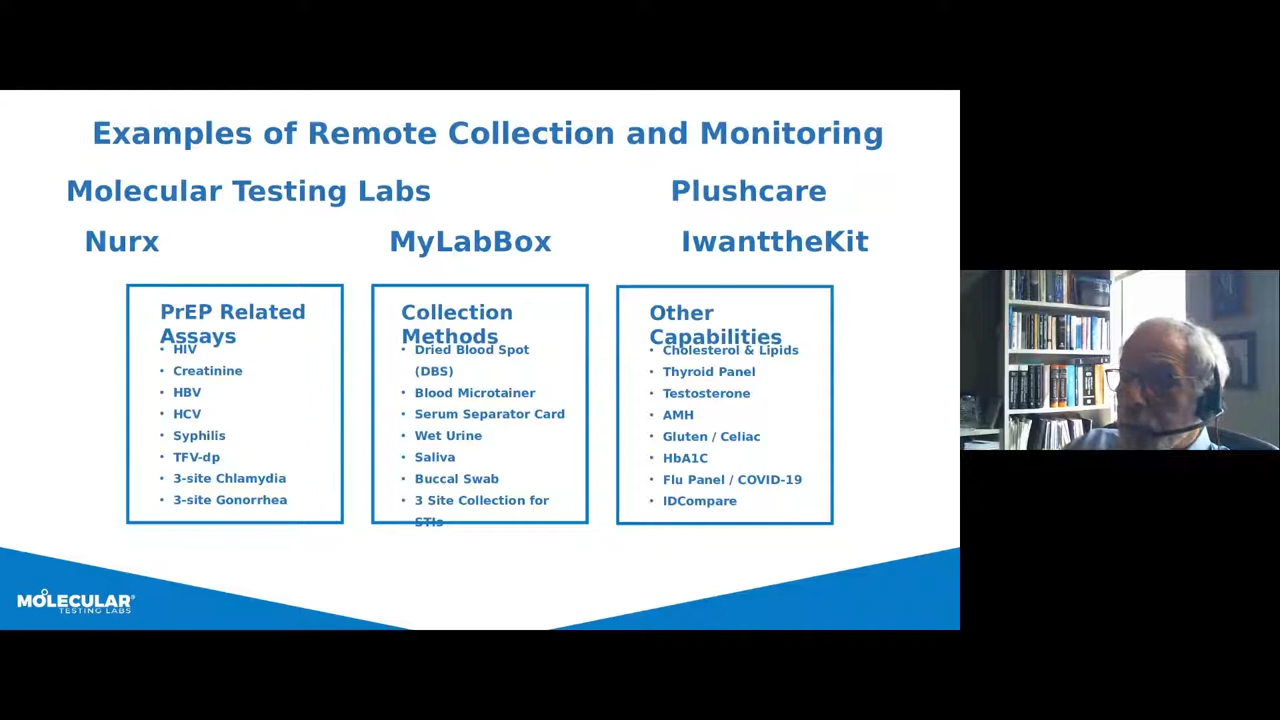 Examples of Remote Collection and Monitoring
Molecular Testing Labs
Plushcare
Nurx
MyLabBox
IwanttheKit
PrEP Related
Assays
• HIV
• Creatinine
• HBV
• HCV
• Syphilis
• TFV-dp
• 3-site Chlamydia
• 3-site Gonorrhea
Collection
Methods
• Dried Blood Spot
(DBS)
• Blood Microtainer
• Serum Separator Card
• Wet Urine
• Saliva
• Buccal Swab
• 3 Site Collection for
STIs
Other
Capabilities
• Cholesterol & Lipids
• Thyroid Panel
• Testosterone
• AMH
• Gluten / Celiac
• HbA1C
• Flu Panel / COVID-19
• IDCompare
MOLECULAR®
TESTING LABS